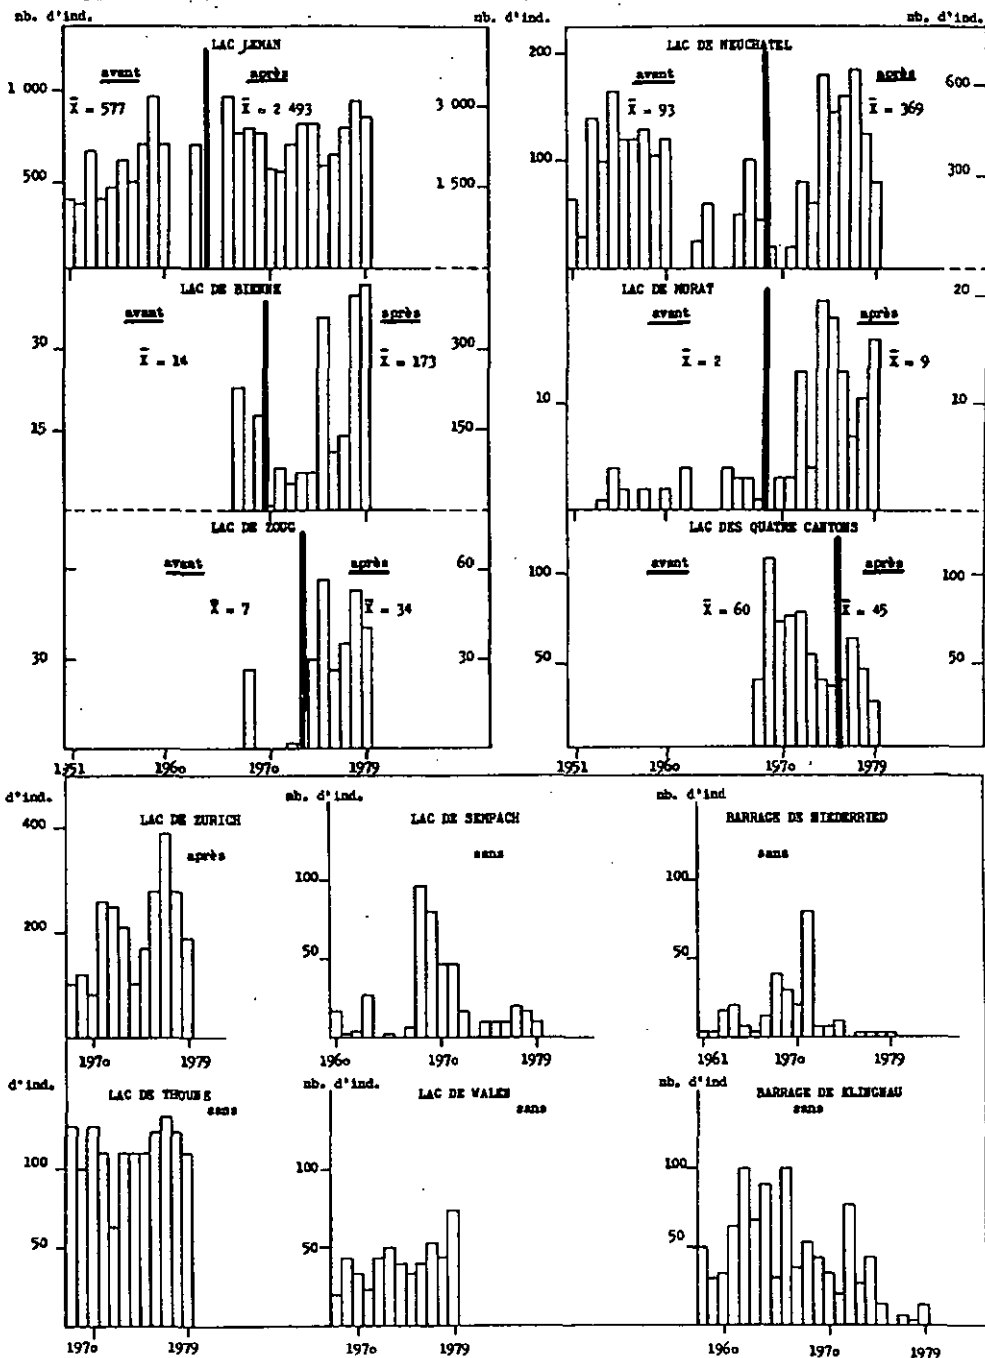 nb. d'ind.
nb. d'ind.
nb. d'ind.
LAC LEMAN
avant
après
X̄ = 577
X̄ = 2 493
1 000
500
3 000
1 500
LAC DE NEUCHATEL
avant
après
X̄ = 93
X̄ = 369
200
100
600
300
LAC DE BIENNE
avant
après
X̄ = 14
X̄ = 173
30
15
300
150
LAC DE MORAT
avant
après
X̄ = 2
X̄ = 9
10
20
10
LAC DE ZOUG
avant
après
X̄ = 7
X̄ = 34
30
60
30
1951
1960
1970
1979
LAC DES QUATRE CANTONS
avant
après
X̄ = 60
X̄ = 45
100
50
100
50
1951
1960
1970
1979
d'ind.
LAC DE ZURICH
après
400
200
1970
1979
nb. d'ind.
LAC DE SEMPACH
sans
100
50
1960
1970
1979
nb. d'ind
BARRAGE DE NIEDERRIED
sans
100
50
1961
1970
1979
d'ind.
LAC DE THOUNE
sans
100
50
1970
1979
nb. d'ind.
LAC DE WALEN
sans
100
50
1970
1979
nb. d'ind
BARRAGE DE KLINGNAU
sans
100
50
1960
1970
1979